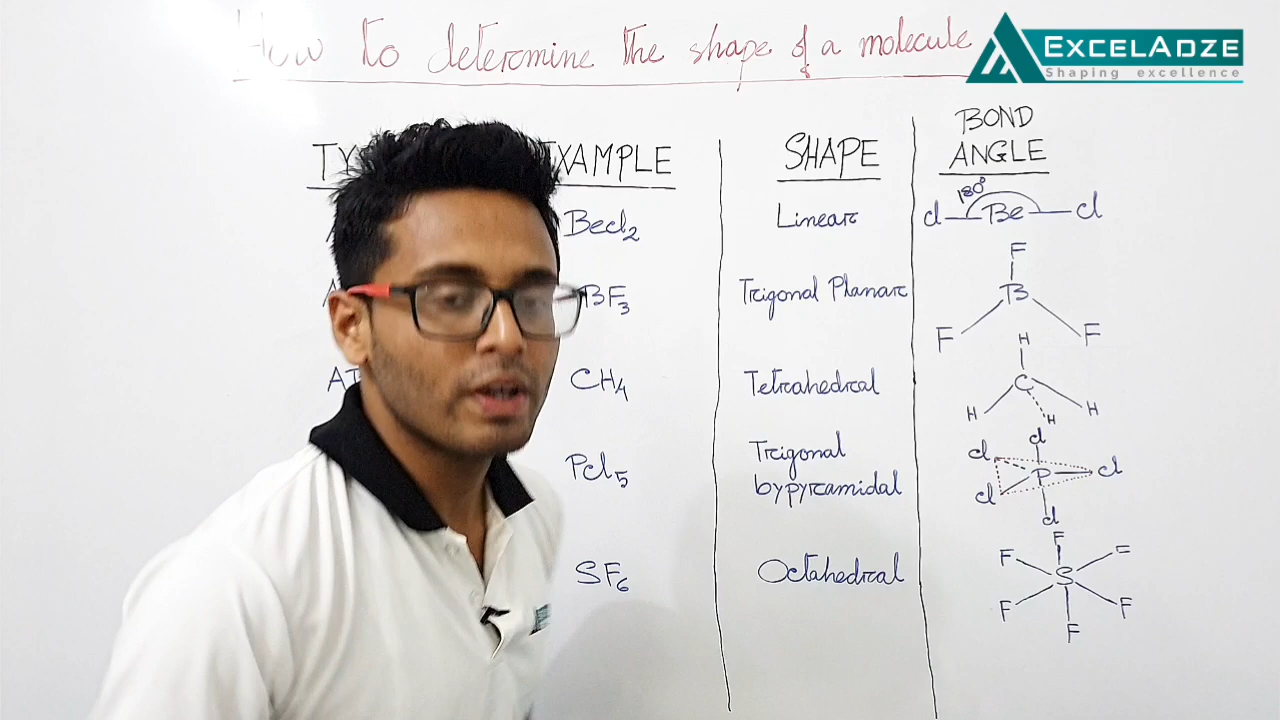 How to determine the shape of a molecule
EXCELADZE
Shaping excellence
EXAMPLE SHAPE BOND ANGLE
BeCl2 Linear 180° Cl Be Cl
BF3 Trigonal Planar F B F F
CH4 Tetrahedral H C H H H
PCl5 Trigonal bypyramidal Cl Cl P Cl Cl Cl
SF6 Octahedral F F F S F F F